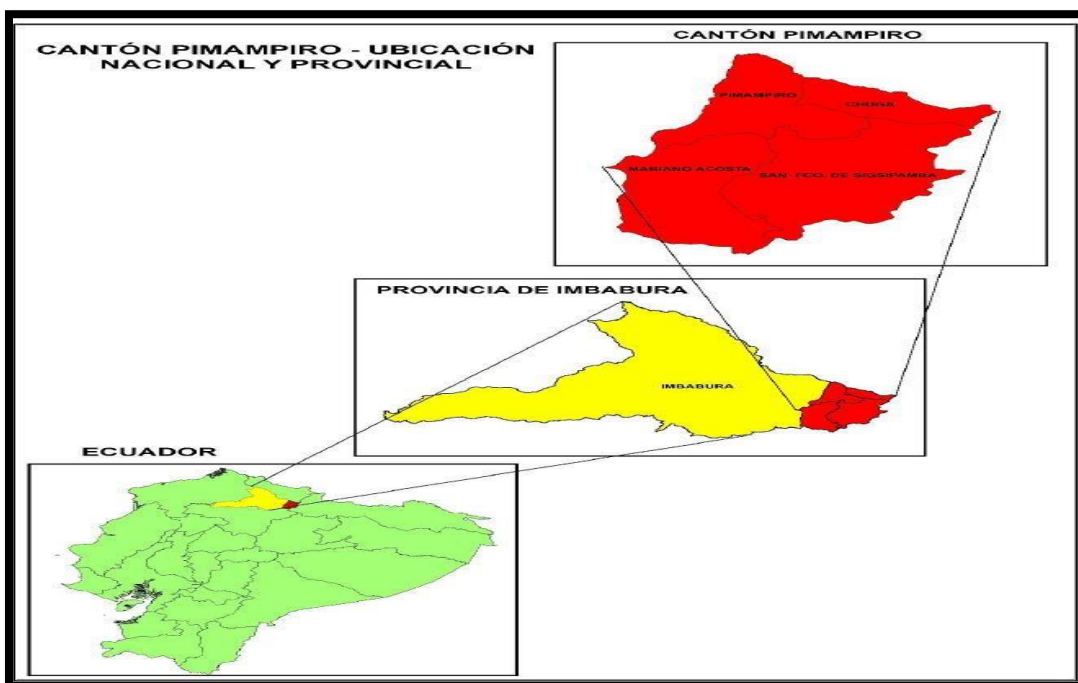 CANTÓN PIMAMPIRO - UBICACIÓN
NACIONAL Y PROVINCIAL
CANTÓN PIMAMPIRO
PIMAMPIRO
CHUGA
MARIANO ACOSTA
SAN FCO. DE SIGSIPAMBA
PROVINCIA DE IMBABURA
IMBABURA
ECUADOR